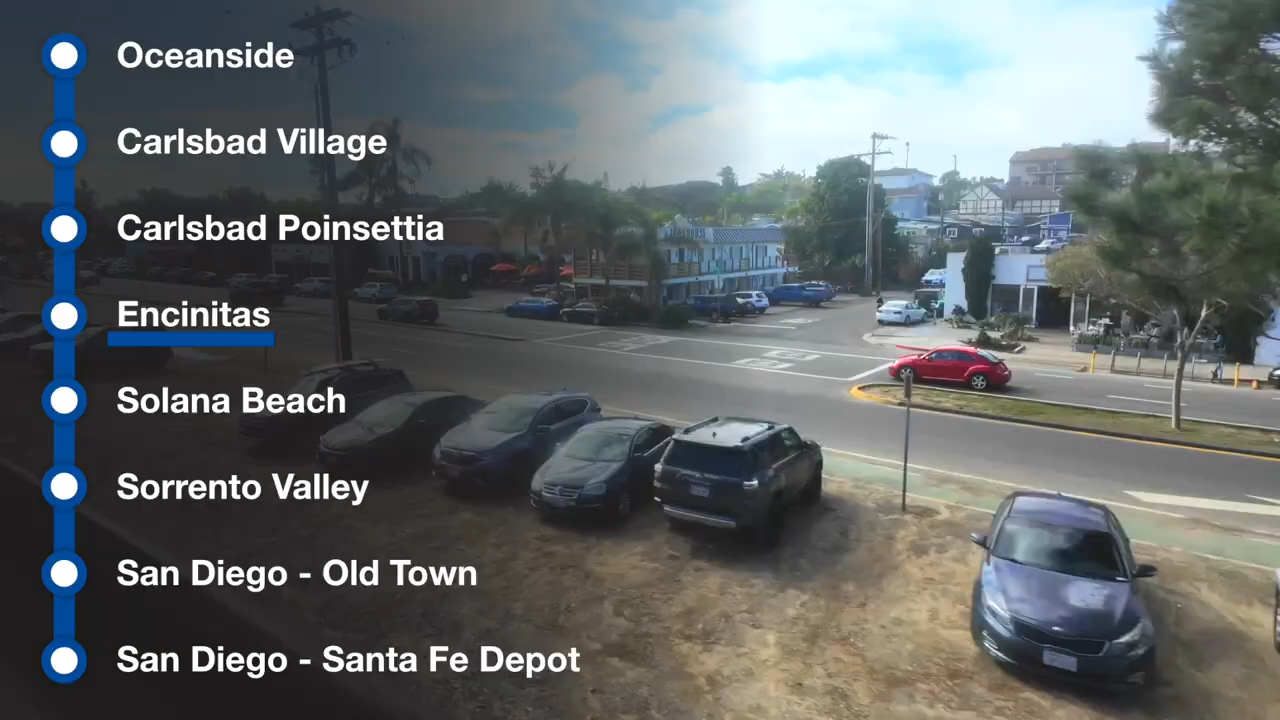 Oceanside
Carlsbad Village
Carlsbad Poinsettia
Encinitas
Solana Beach
Sorrento Valley
San Diego - Old Town
San Diego - Santa Fe Depot